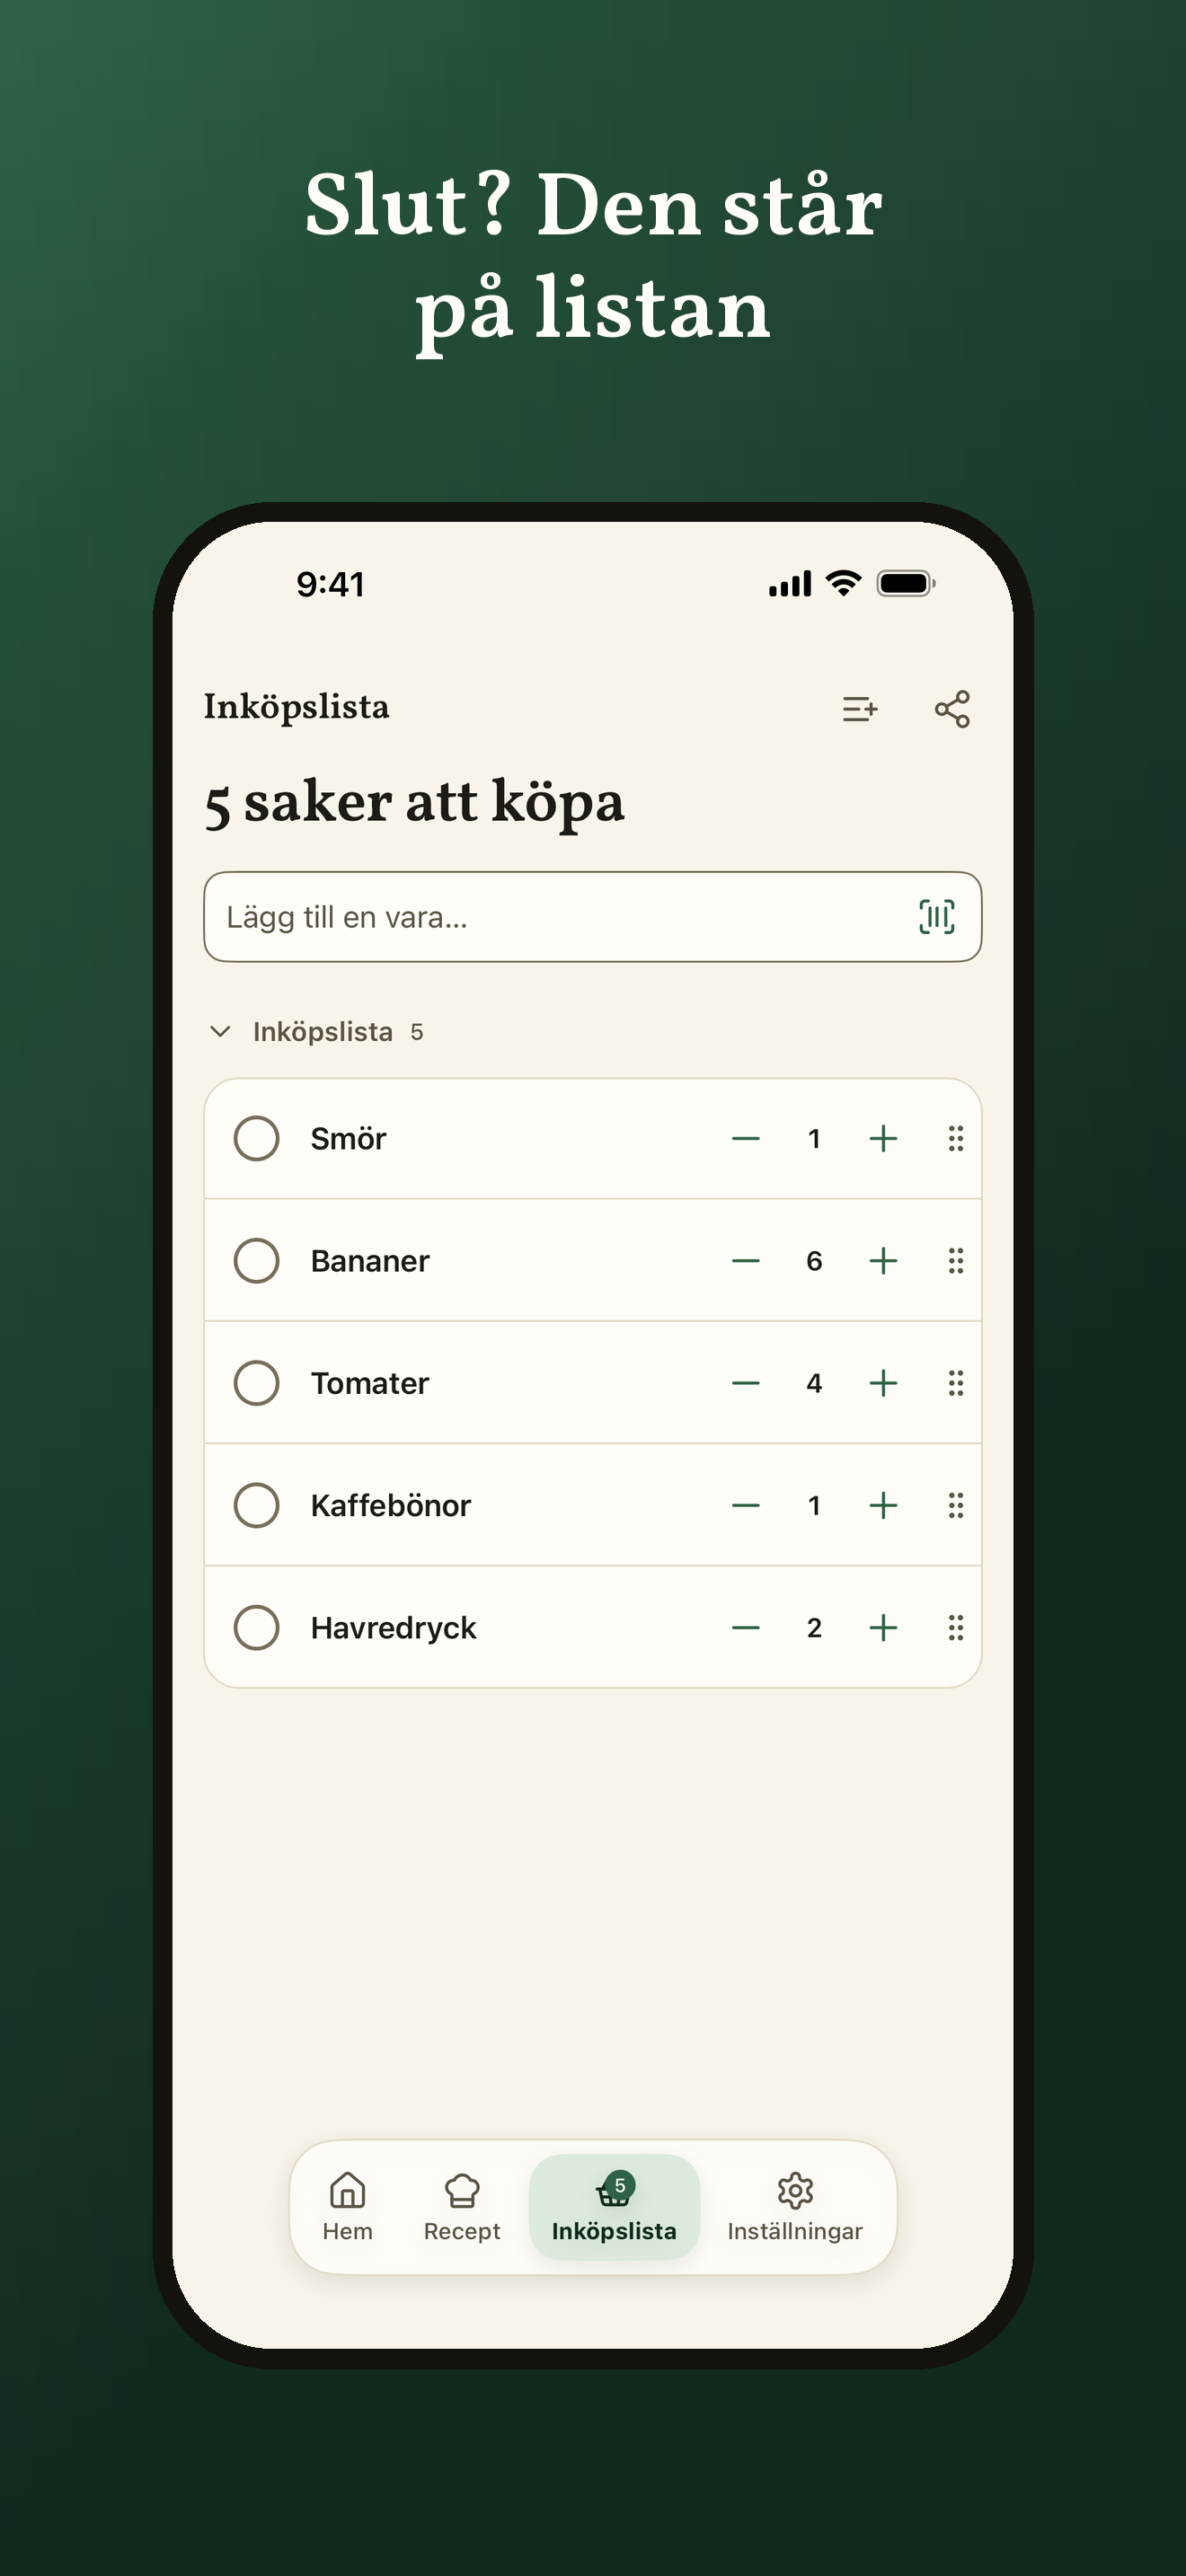 Slut? Den står
på listan
9:41
Inköpslista
5 saker att köpa
Lägg till en vara...
Inköpslista 5
Smör 1
Bananer 6
Tomater 4
Kaffebönor 1
Havredryck 2
5
Hem Recept Inköpslista Inställningar